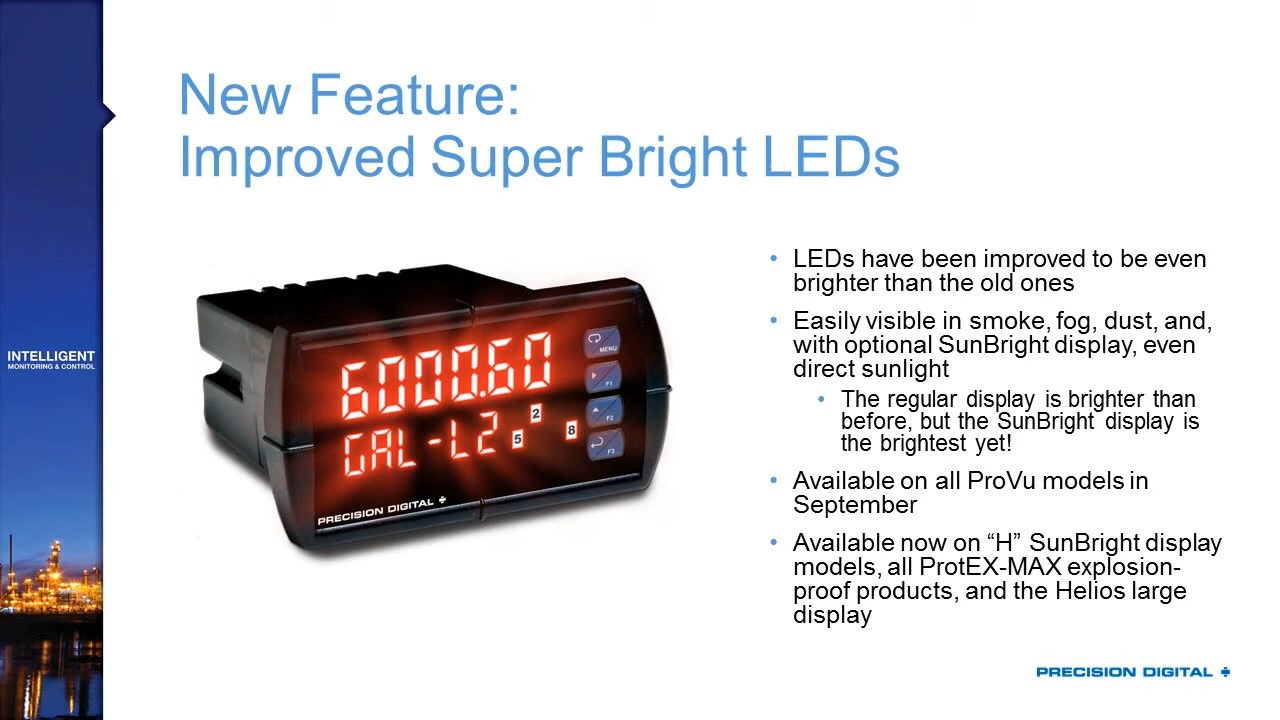 New Feature:
Improved Super Bright LEDs
INTELLIGENT
MONITORING & CONTROL
6000.60
GAL-L2.
2
5
8
MENU
F1
F2
F3
PRECISION DIGITAL
• LEDs have been improved to be even
brighter than the old ones
• Easily visible in smoke, fog, dust, and,
with optional SunBright display, even
direct sunlight
• The regular display is brighter than
before, but the SunBright display is
the brightest yet!
• Available on all ProVu models in
September
• Available now on “H” SunBright display
models, all ProtEX-MAX explosion-
proof products, and the Helios large
display
PRECISION DIGITAL